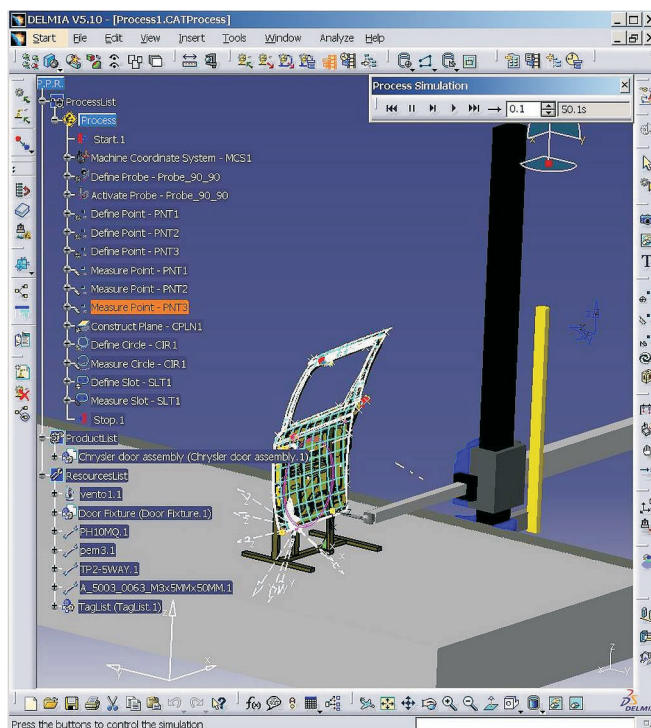 DELMIA V5.10 - [Process1.CATProcess]
Start File Edit View Insert Tools Window Analyze Help
P.P.R.
Process Simulation
0.1 50.1s
ProcessList
Process
Start.1
Machine Coordinate System - MCS1
Define Probe - Probe_90_90
Activate Probe - Probe_90_90
Define Point - PNT1
Define Point - PNT2
Define Point - PNT3
Measure Point - PNT1
Measure Point - PNT2
Measure Point - PNT3
Construct Plane - CPLN1
Define Circle - CIR1
Measure Circle - CIR1
Define Slot - SLT1
Measure Slot - SLT1
Stop.1
ProductList
Chrysler door assembly (Chrysler door assembly.1)
ResourcesList
vento1.1
Door Fixture (Door Fixture.1)
PH10MQ.1
pem3.1
TP2-5WAY.1
A_5003_0063_M3x5MMx50MM.1
TagList (TagList.1)
DELMIA
Press the buttons to control the simulation